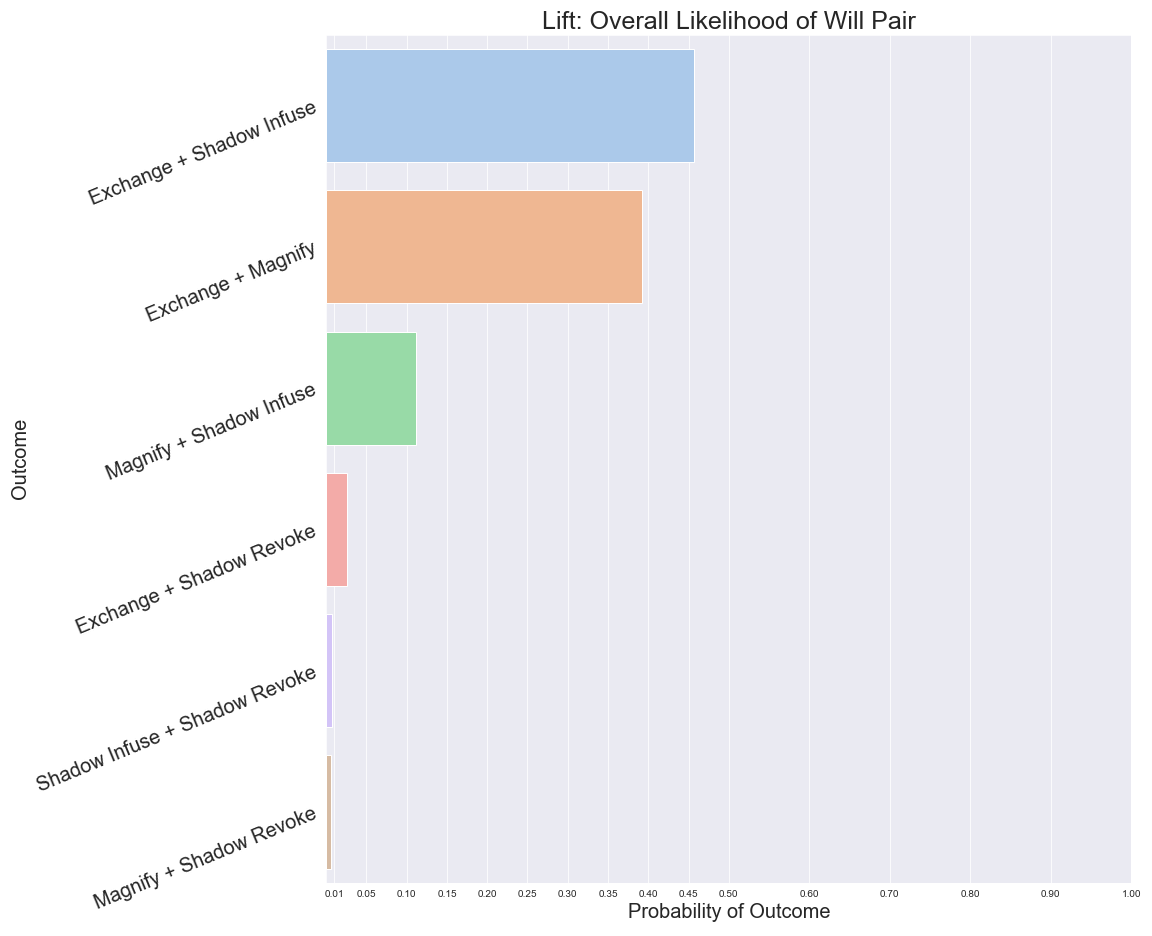 Lift: Overall Likelihood of Will Pair
Outcome
Exchange + Shadow Infuse
Exchange + Magnify
Magnify + Shadow Infuse
Exchange + Shadow Revoke
Shadow Infuse + Shadow Revoke
Magnify + Shadow Revoke
0.01 0.05 0.10 0.15 0.20 0.25 0.30 0.35 0.40 0.45 0.50 0.60 0.70 0.80 0.90 1.00
Probability of Outcome